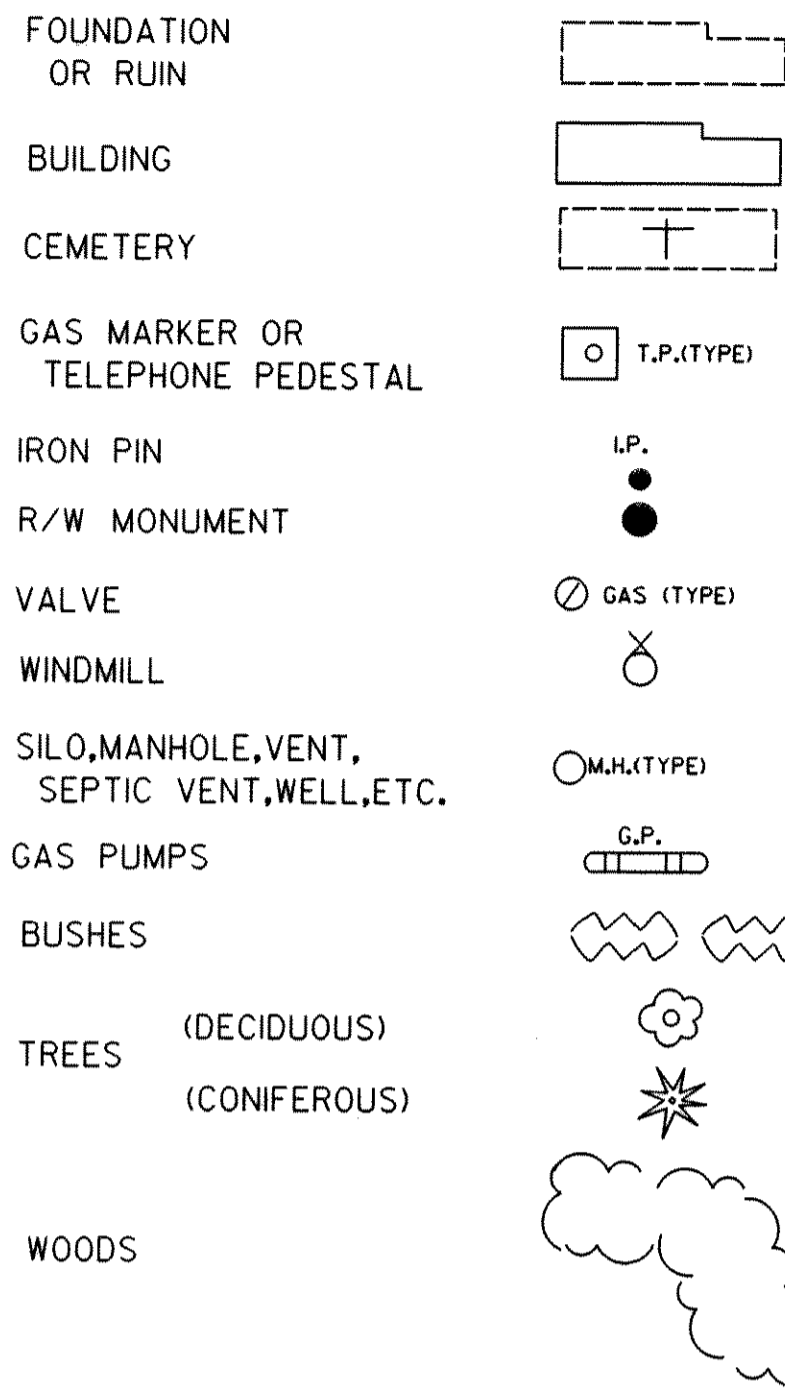 FOUNDATION
OR RUIN
BUILDING
CEMETERY
GAS MARKER OR
TELEPHONE PEDESTAL
T.P.(TYPE)
IRON PIN
I.P.
R/W MONUMENT
VALVE
GAS (TYPE)
WINDMILL
SILO,MANHOLE,VENT,
SEPTIC VENT,WELL,ETC.
M.H.(TYPE)
GAS PUMPS
G.P.
BUSHES
TREES
(DECIDUOUS)
(CONIFEROUS)
WOODS